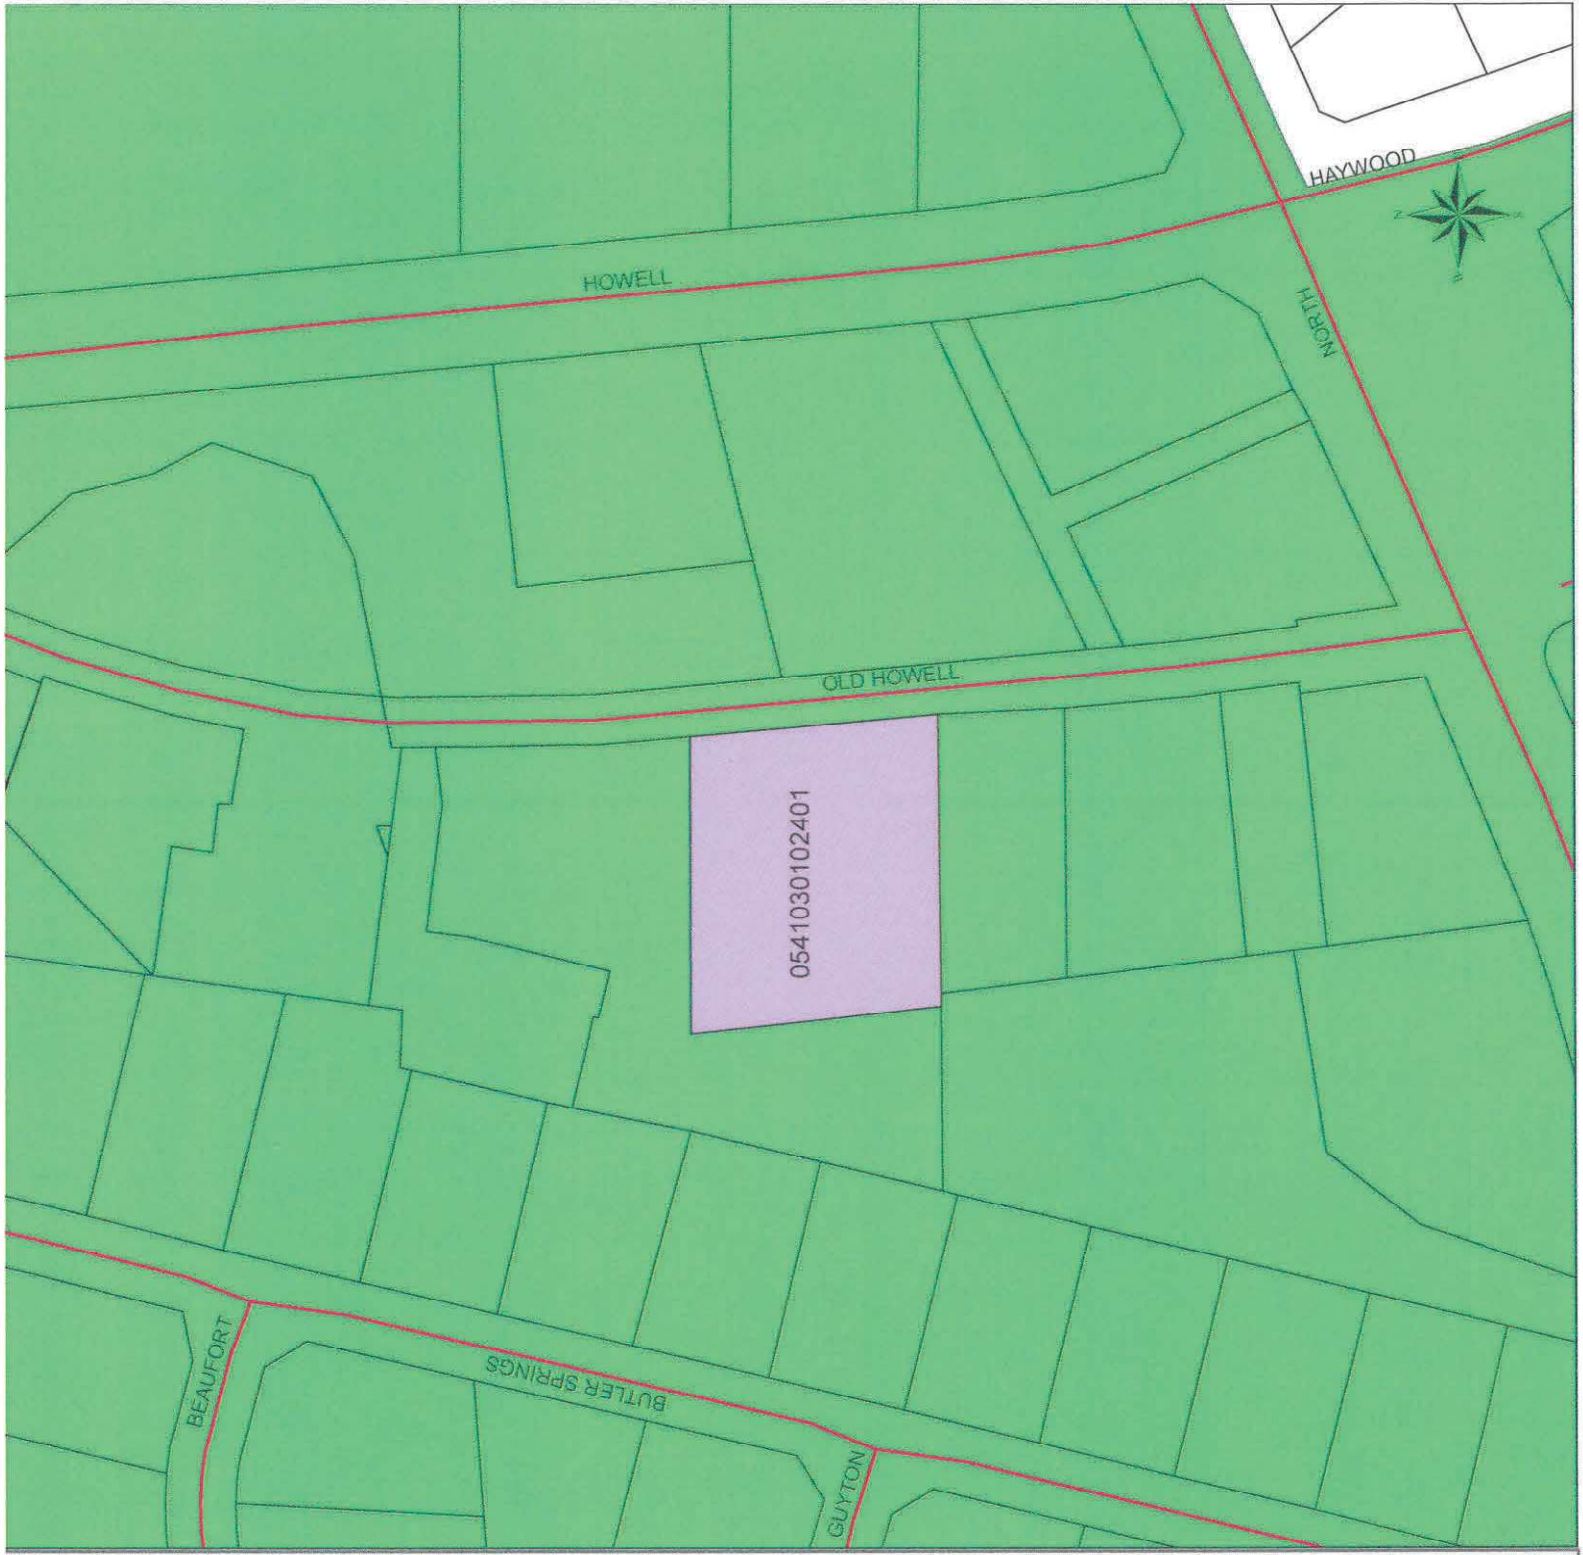 HAYWOOD
HOWELL
NORTH
OLD HOWELL
0541030102401
BEAUFORT
BUTLER SPRINGS
GUYTON